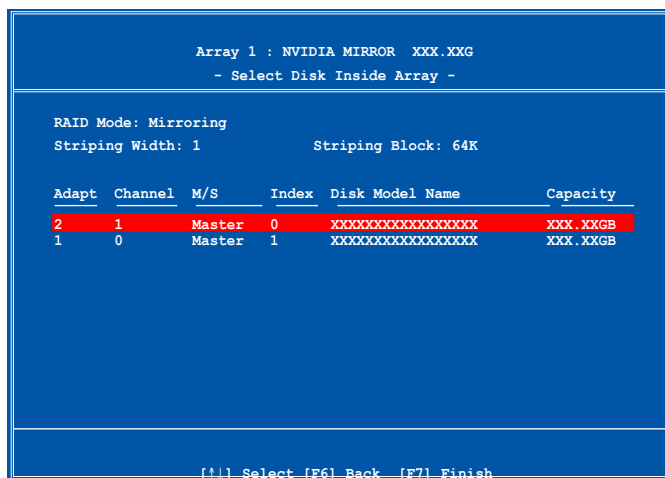 Array 1 : NVIDIA MIRROR XXX.XXG
- Select Disk Inside Array -
RAID Mode: Mirroring
Striping Width: 1 Striping Block: 64K
Adapt Channel M/S Index Disk Model Name Capacity
2 1 Master 0 XXXXXXXXXXXXXXXXX XXX.XXGB
1 0 Master 1 XXXXXXXXXXXXXXXXX XXX.XXGB
[↑↓] Select [F6] Back [F7] Finish